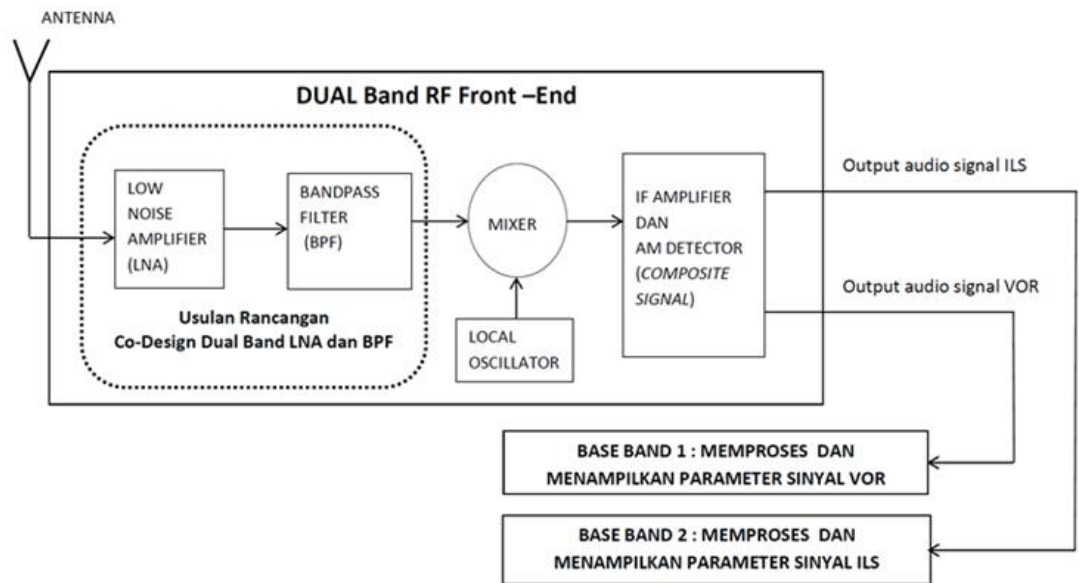 ANTENNA
DUAL Band RF Front –End
LOW
NOISE
AMPLIFIER
(LNA)
BANDPASS
FILTER
(BPF)
Usulan Rancangan
Co-Design Dual Band LNA dan BPF
MIXER
LOCAL
OSCILLATOR
IF AMPLIFIER
DAN
AM DETECTOR
(COMPOSITE
SIGNAL)
Output audio signal ILS
Output audio signal VOR
BASE BAND 1 : MEMPROSES DAN
MENAMPILKAN PARAMETER SINYAL VOR
BASE BAND 2 : MEMPROSES DAN
MENAMPILKAN PARAMETER SINYAL ILS